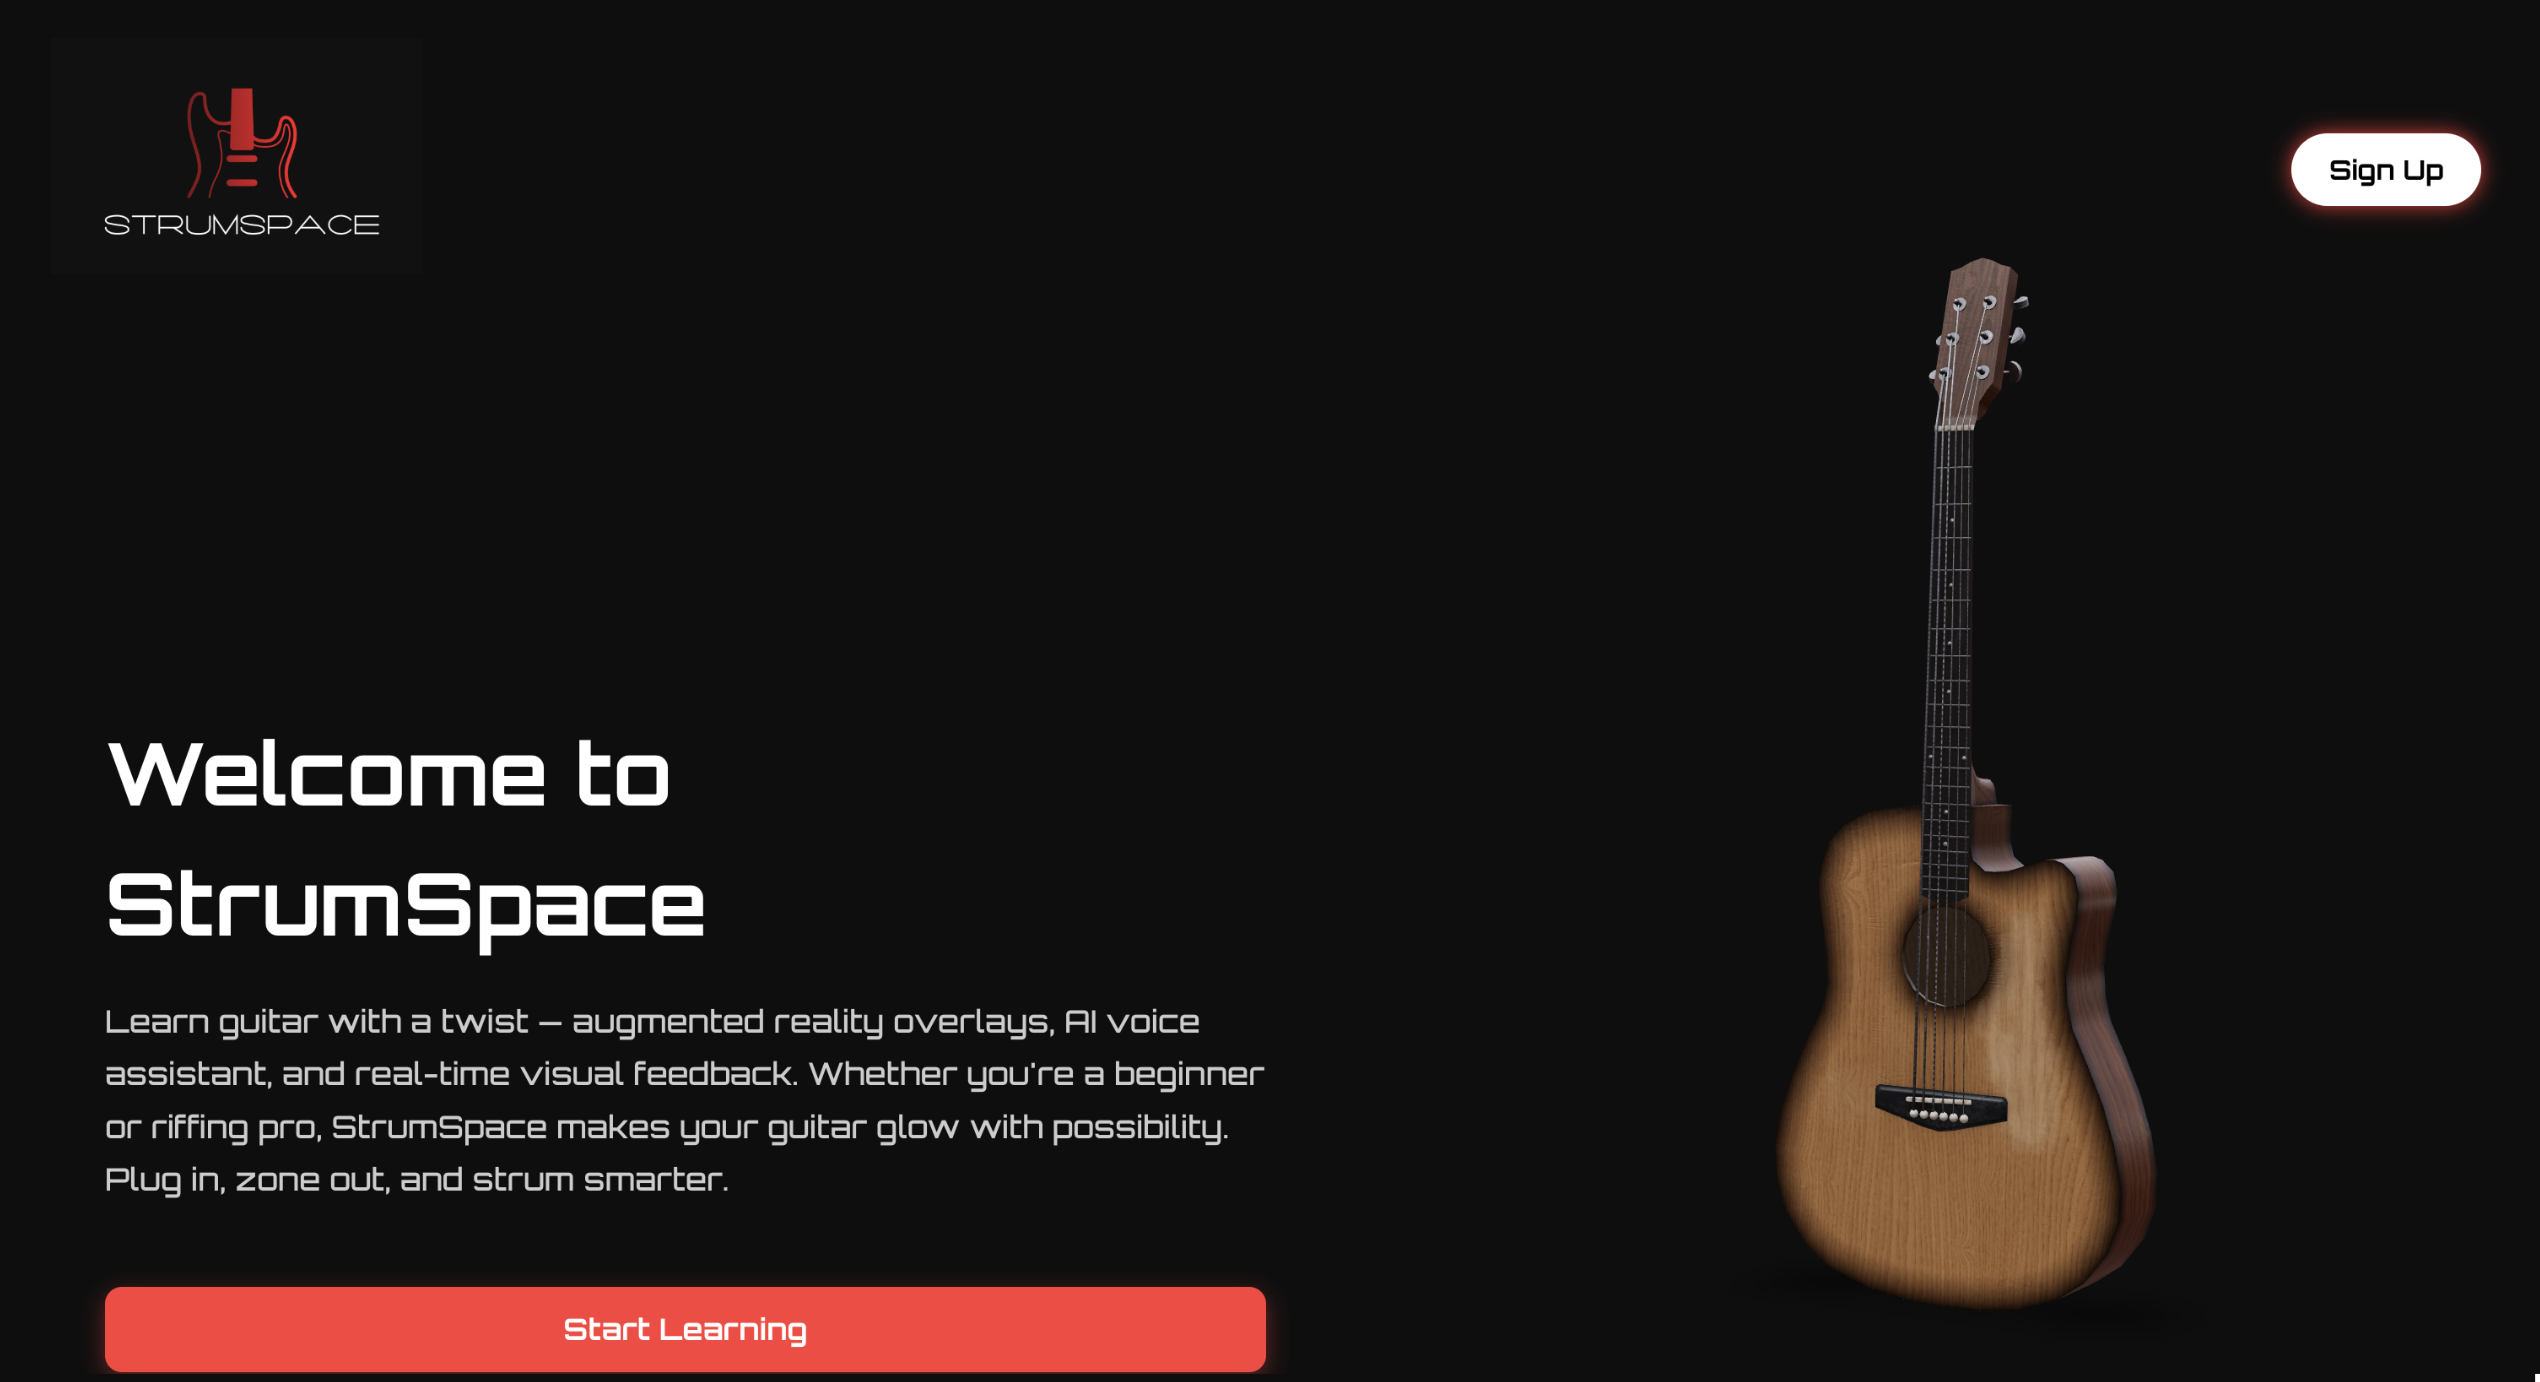 STRUMSPACE
Sign Up
Welcome to
StrumSpace
Learn guitar with a twist — augmented reality overlays, AI voice
assistant, and real-time visual feedback. Whether you're a beginner
or riffing pro, StrumSpace makes your guitar glow with possibility.
Plug in, zone out, and strum smarter.
Start Learning